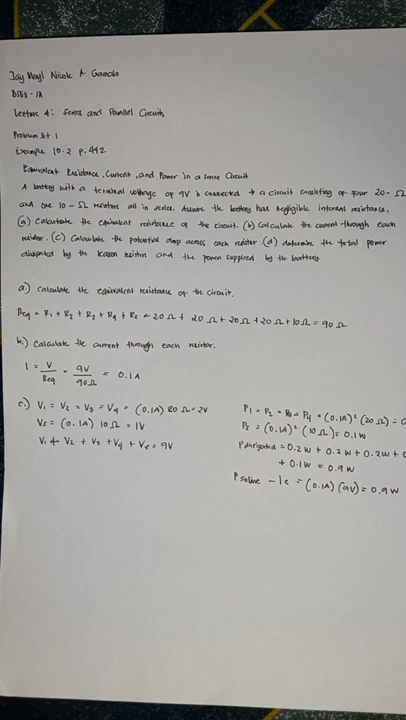 BSEE - 1A
Lecture 4: Series and Parallel Circuits
Problem Set 1
Example 10.2 p. 442
Equivalent Resistance, Current, and Power in a Series Circuit
A battery with a terminal voltage of 9V is connected to a circuit consisting of four 20-Ω
and one 10-Ω resistors all in series. Assume the battery has negligible internal resistance,
(a) Calculate the equivalent resistance of the circuit. (b) Calculate the current through each
resistor. (c) Calculate the potential drop across each resistor (d) determine the total power
dissipated by the resistors and the power supplied by the battery
a.) Calculate the equivalent resistance of the circuit.
Req = R1 + R2 + R3 + R4 + R5 = 20Ω + 20Ω + 20Ω + 20Ω + 10Ω = 90Ω
b.) Calculate the current through each resistor.
I = V/Req = 9V/90Ω = 0.1A
c.) V1 = V2 = V3 = V4 = (0.1A) 20Ω = 2V
V5 = (0.1A) 10Ω = 1V
V1 + V2 + V3 + V4 + V5 = 9V
P1 = P2 = P3 = P4 = (0.1A)² (20Ω) = 0
P5 = (0.1A)² (10Ω) = 0.1W
P dissipated = 0.2W + 0.2W + 0.2W + 0
+ 0.1W = 0.9W
= (0.1A) (9V) = 0.9W